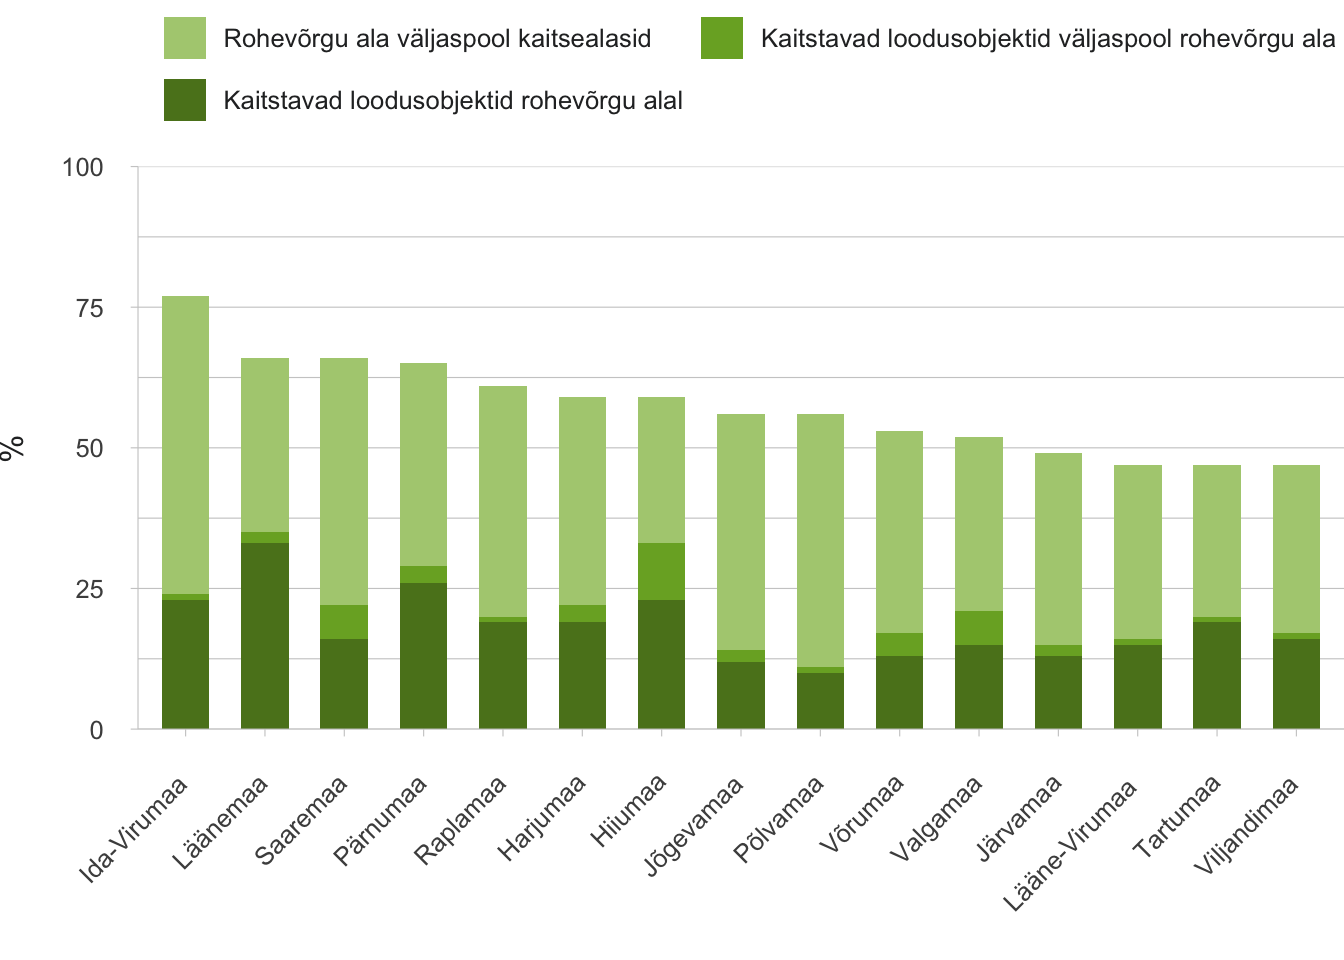 Rohevõrgu ala väljaspool kaitsealasid
Kaitstavad loodusobjektid väljaspool rohevõrgu ala
Kaitstavad loodusobjektid rohevõrgu alal
100
75
50
25
0
%
Ida-Virumaa
Läänemaa
Saaremaa
Pärnumaa
Raplamaa
Harjumaa
Hiiumaa
Jõgevamaa
Põlvamaa
Võrumaa
Valgamaa
Järvamaa
Lääne-Virumaa
Tartumaa
Viljandimaa